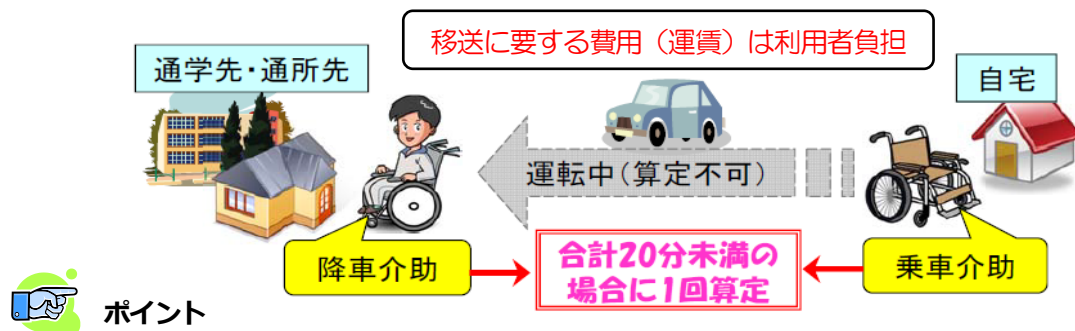 移送に要する費用（運賃）は利用者負担
通学先・通所先
自宅
運転中（算定不可）
降車介助
合計20分未満の
場合に1回算定
乗車介助
ポイント